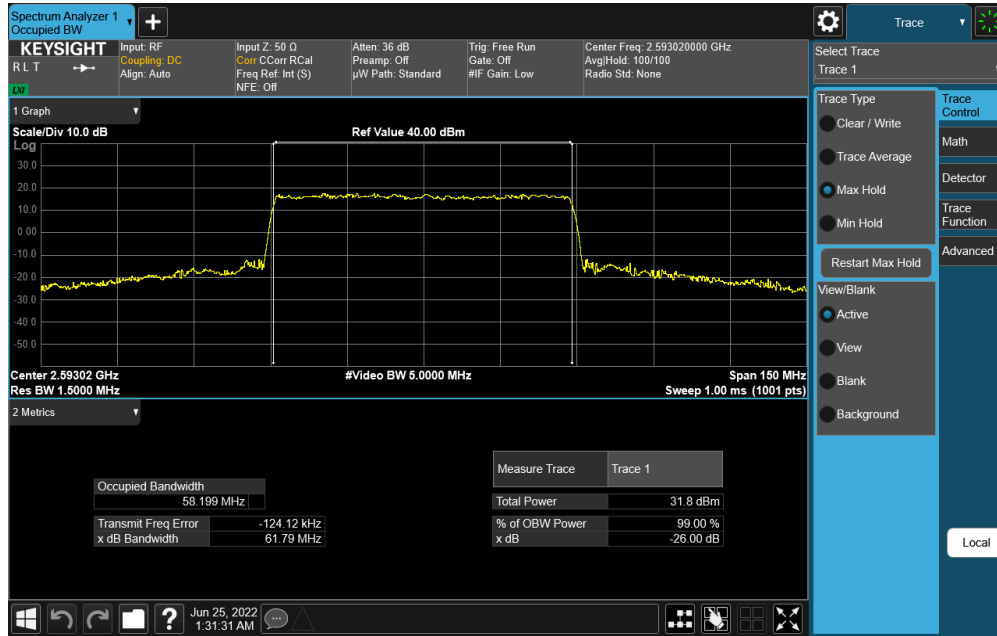 Spectrum Analyzer 1
Occupied BW
KEYSIGHT
R L T
LXI
Input: RF
Coupling: DC
Align: Auto
Input Z: 50 Ω
Corr CCorr RCal
Freq Ref: Int (S)
NFE: Off
Atten: 36 dB
Preamp: Off
µW Path: Standard
Trig: Free Run
Gate: Off
#IF Gain: Low
Center Freq: 2.593020000 GHz
Avg|Hold: 100/100
Radio Std: None
1 Graph
Scale/Div 10.0 dB
Ref Value 40.00 dBm
Log
30.0
20.0
10.0
0.00
-10.0
-20.0
-30.0
-40.0
-50.0
Center 2.59302 GHz
#Video BW 5.0000 MHz
Span 150 MHz
Res BW 1.5000 MHz
Sweep 1.00 ms (1001 pts)
2 Metrics
Occupied Bandwidth
58.199 MHz
Transmit Freq Error -124.12 kHz
x dB Bandwidth 61.79 MHz
Measure Trace Trace 1
Total Power 31.8 dBm
% of OBW Power 99.00 %
x dB -26.00 dB
?
Jun 25, 2022
1:31:31 AM
Trace
Select Trace
Trace 1
Trace Type
Clear / Write
Trace Average
Max Hold
Min Hold
Restart Max Hold
View/Blank
Active
View
Blank
Background
Trace
Control
Math
Detector
Trace
Function
Advanced
Local